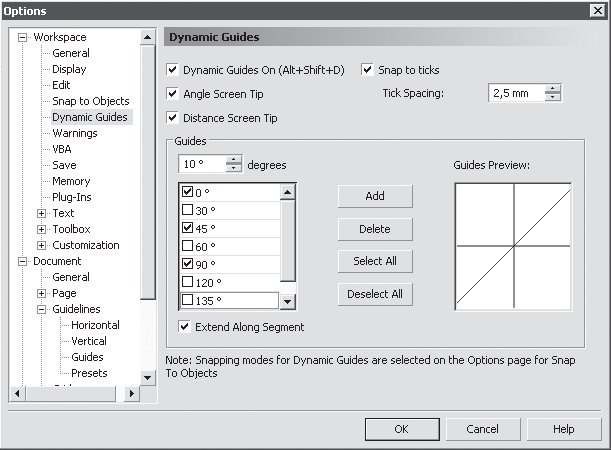 Options
Workspace
General
Display
Edit
Snap to Objects
Dynamic Guides
Warnings
VBA
Save
Memory
Plug-Ins
Text
Toolbox
Customization
Document
General
Page
Guidelines
Horizontal
Vertical
Guides
Presets
Dynamic Guides
Dynamic Guides On (Alt+Shift+D)
Snap to ticks
Angle Screen Tip
Tick Spacing:
2,5 mm
Distance Screen Tip
Guides
10 °
degrees
0 °
30 °
45 °
60 °
90 °
120 °
135 °
Add
Delete
Select All
Deselect All
Guides Preview:
Extend Along Segment
Note: Snapping modes for Dynamic Guides are selected on the Options page for Snap
To Objects
OK
Cancel
Help